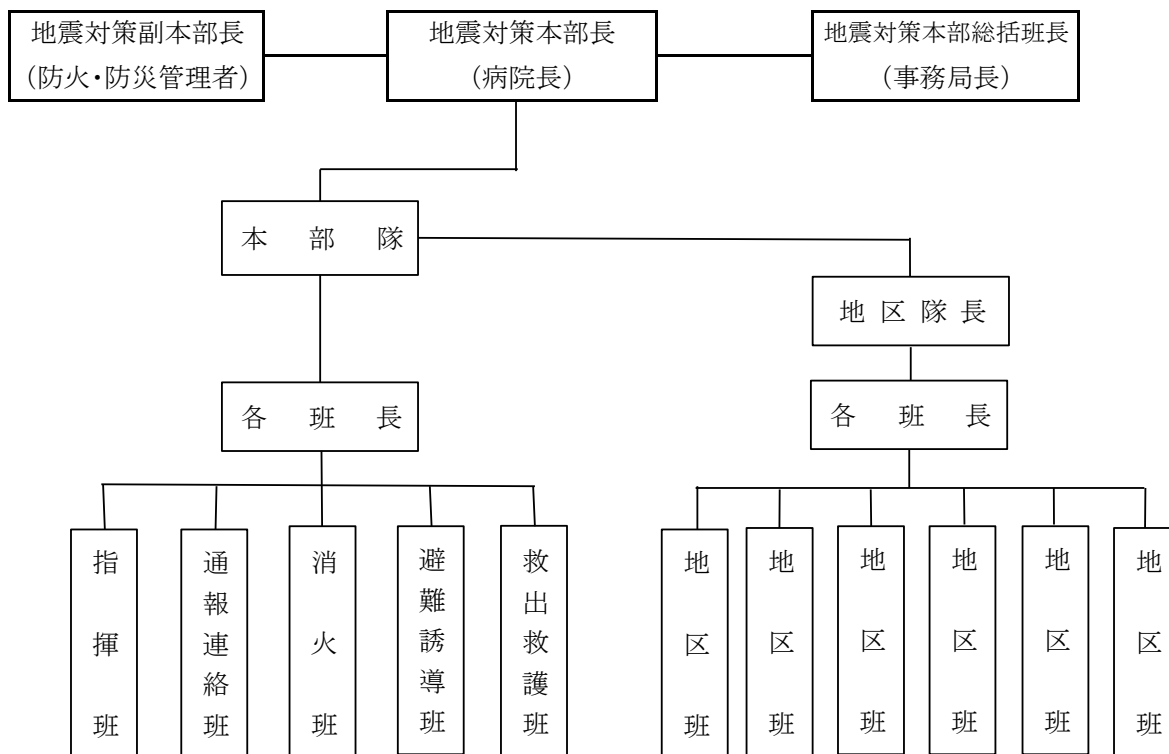 地震対策副本部長
(防火・防災管理者)
地震対策本部長
(病院長)
地震対策本部総括班長
(事務局長)
本部隊
地区隊長
各班長
各班長
指揮班
通報連絡班
消火班
避難誘導班
救出救護班
地区班
地区班
地区班
地区班
地区班
地区班